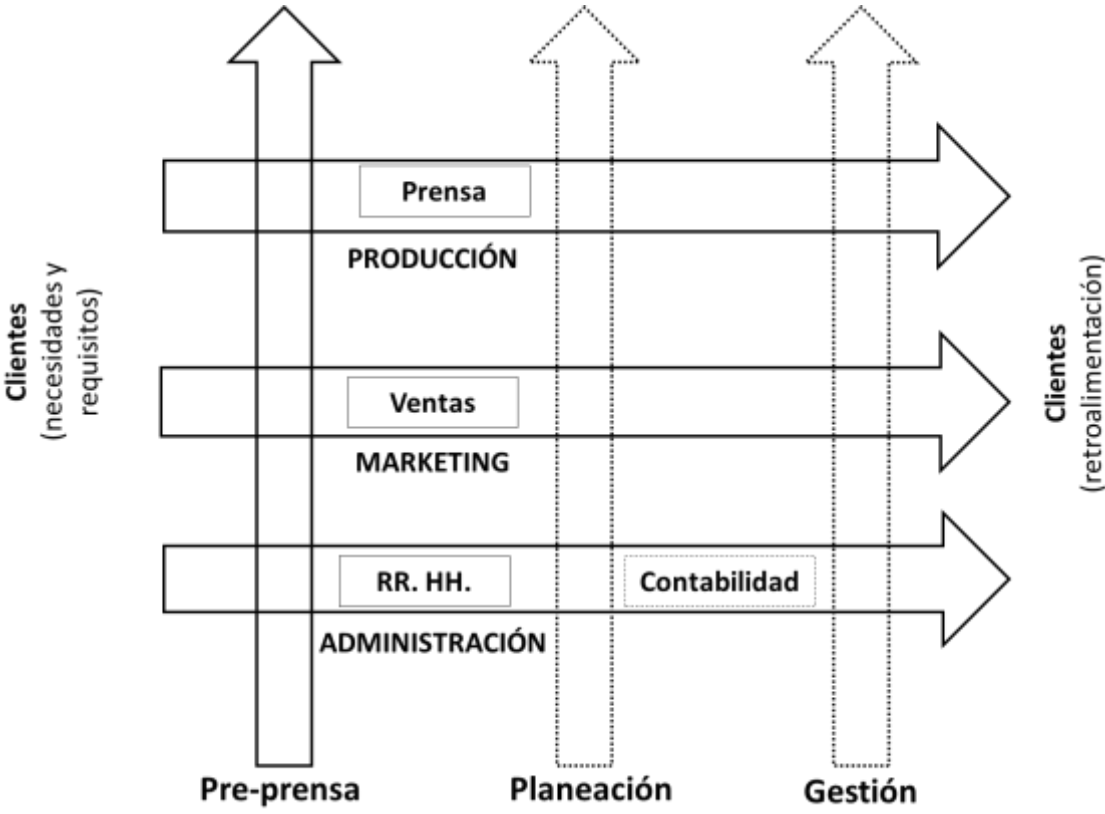 Clientes
(necesidades y
requisitos)
Prensa
PRODUCCIÓN
Ventas
MARKETING
RR. HH.
Contabilidad
ADMINISTRACIÓN
Clientes
(retroalimentación)
Pre-prensa
Planeación
Gestión